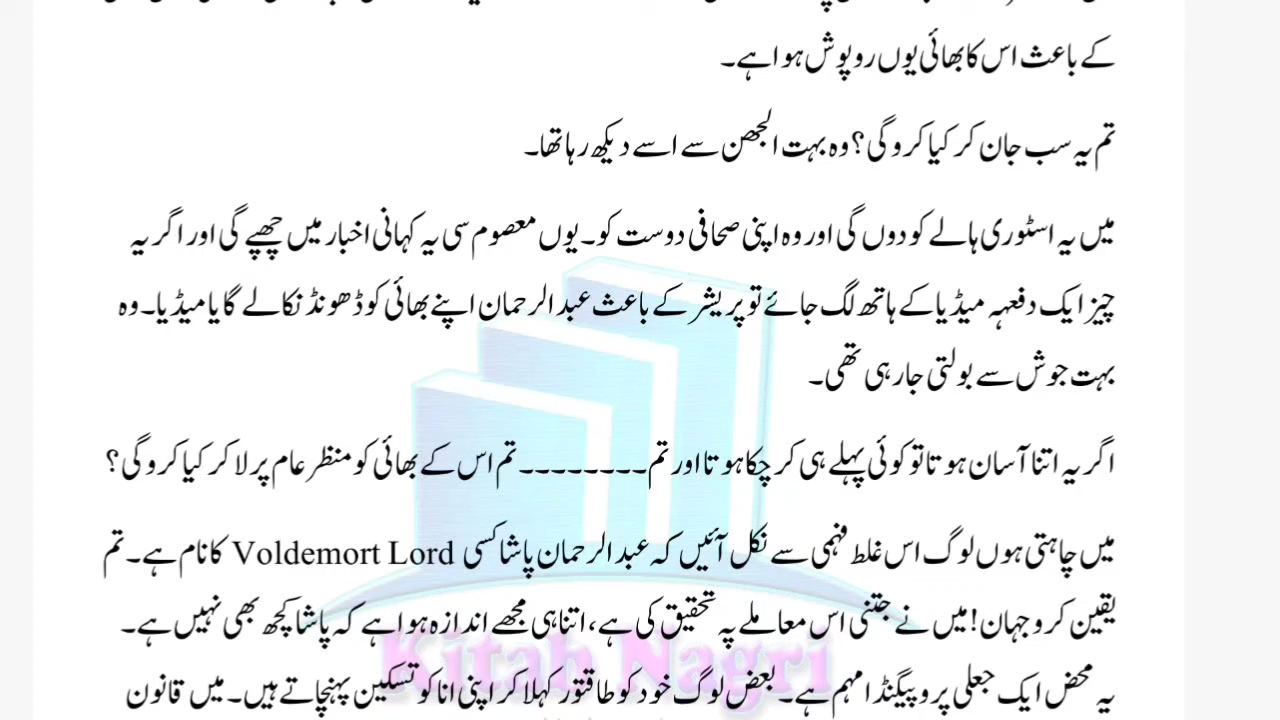 کے باعث اس کا بھائی یوں روپوش ہوا ہے۔
تم یہ سب جان کر کیا کرو گی؟ وہ بہت الجھن سے اسے دیکھ رہا تھا۔
میں یہ اسٹوری ہالے کو دوں گی اور وہ اپنی صحافی دوست کو۔ یوں معصوم سی یہ کہانی اخبار میں چھپے گی اور اگر یہ
چیز ایک دفعہ میڈیا کے ہاتھ لگ جائے تو پریشر کے باعث عبد الرحمان اپنے بھائی کو ڈھونڈ نکالے گا یا میڈیا۔ وہ
بہت جوش سے بولتی جا رہی تھی۔
اگر یہ اتنا آسان ہوتا تو کوئی پہلے ہی کر چکا ہوتا اور تم۔۔۔۔۔۔۔۔ تم اس کے بھائی کو منظر عام پر لا کر کیا کرو گی؟
میں چاہتی ہوں لوگ اس غلط فہمی سے نکل آئیں کہ عبد الرحمان پاشا کسی Voldemort Lord کا نام ہے۔ تم
یقین کرو جہان! میں نے جتنی اس معاملے پہ تحقیق کی ہے، اتنا ہی مجھے اندازہ ہوا ہے کہ پاشا کچھ بھی نہیں ہے۔
Kitab Nagri
یہ محض ایک جعلی پروپیگنڈا مہم ہے۔ بعض لوگ خود کو طاقتور کہلا کر اپنی انا کو تسکین پہنچاتے ہیں۔ میں قانون